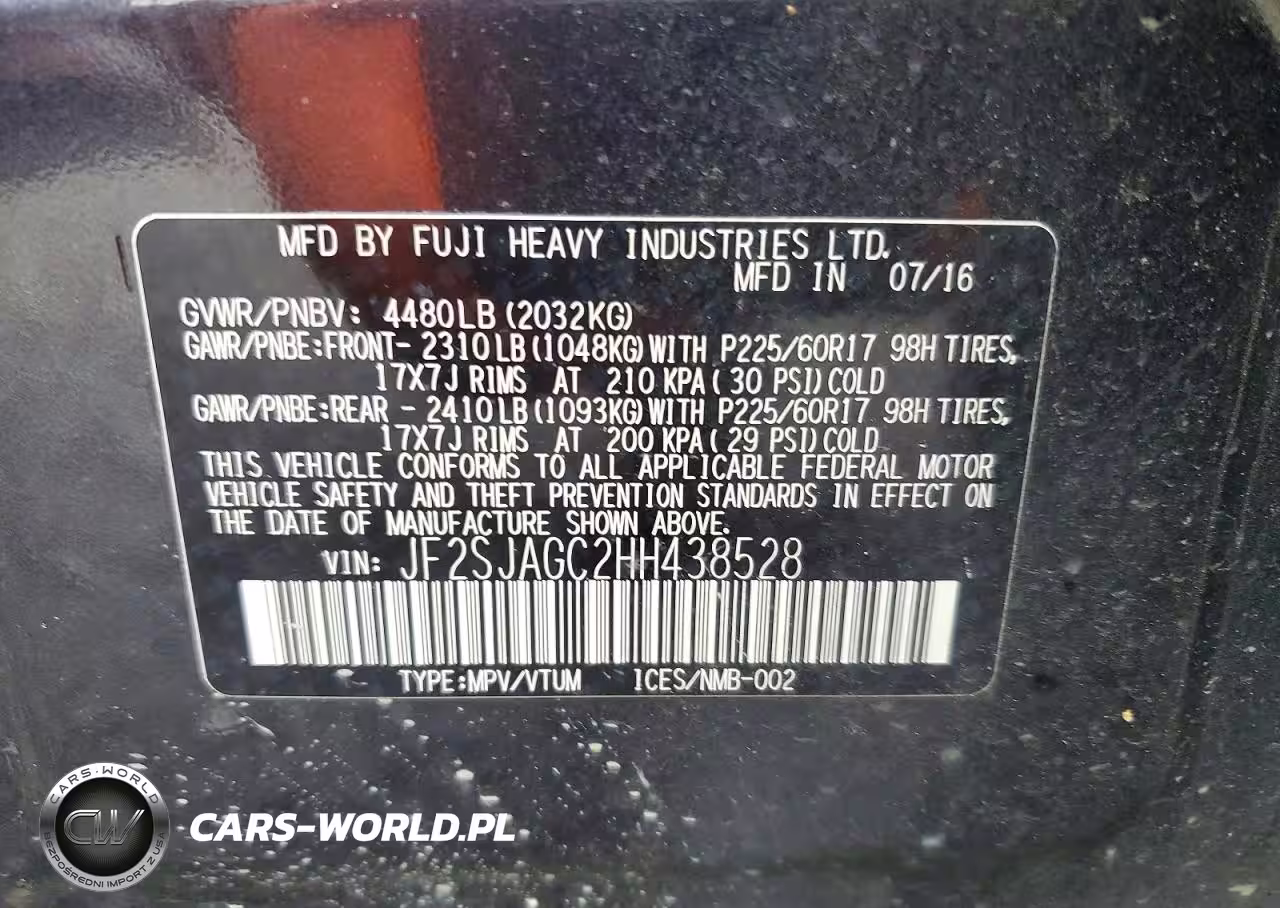 MFD BY FUJI HEAVY INDUSTRIES LTD.
MFD IN 07/16
GVWR/PNBV: 4480LB (2032KG)
GAWR/PNBE:FRONT- 2310LB(1048KG)WITH P225/60R17 98H TIRES,
17X7J RIMS AT 210 KPA( 30 PSI)COLD
GAWR/PNBE:REAR - 2410LB(1093KG)WITH P225/60R17 98H TIRES,
17X7J RIMS AT 200 KPA( 29 PSI)COLD
THIS VEHICLE CONFORMS TO ALL APPLICABLE FEDERAL MOTOR
VEHICLE SAFETY AND THEFT PREVENTION STANDARDS IN EFFECT ON
THE DATE OF MANUFACTURE SHOWN ABOVE.
VIN: JF2SJAGC2HH438528
TYPE:MPV/VTUM ICES/NMB-002
CARS-WORLD
CW
BEZPOŚREDNI IMPORT Z USA
CARS-WORLD.PL